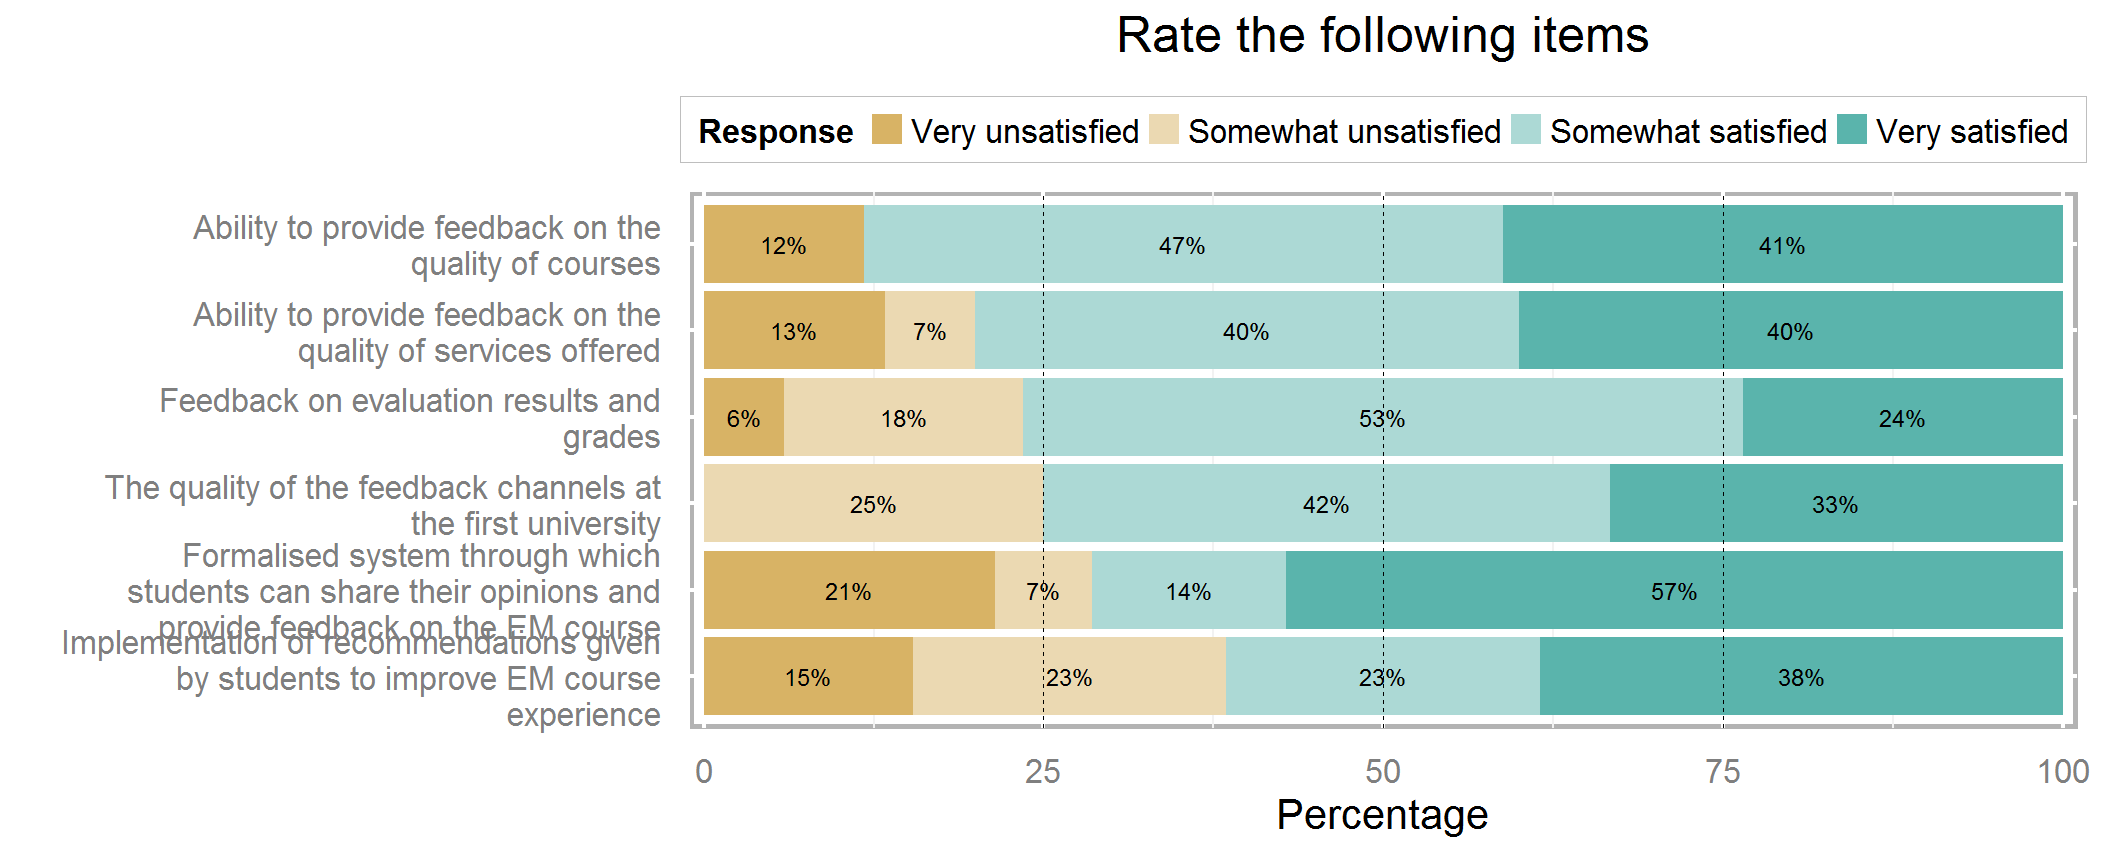 Rate the following items
Response Very unsatisfied Somewhat unsatisfied Somewhat satisfied Very satisfied
Ability to provide feedback on the
quality of courses
12% 47% 41%
Ability to provide feedback on the
quality of services offered
13% 7% 40% 40%
Feedback on evaluation results and
grades
6% 18% 53% 24%
The quality of the feedback channels at
the first university
25% 42% 33%
Formalised system through which
students can share their opinions and
provide feedback on the EM course
21% 7% 14% 57%
Implementation of recommendations given
by students to improve EM course
experience
15% 23% 23% 38%
0 25 50 75 100
Percentage